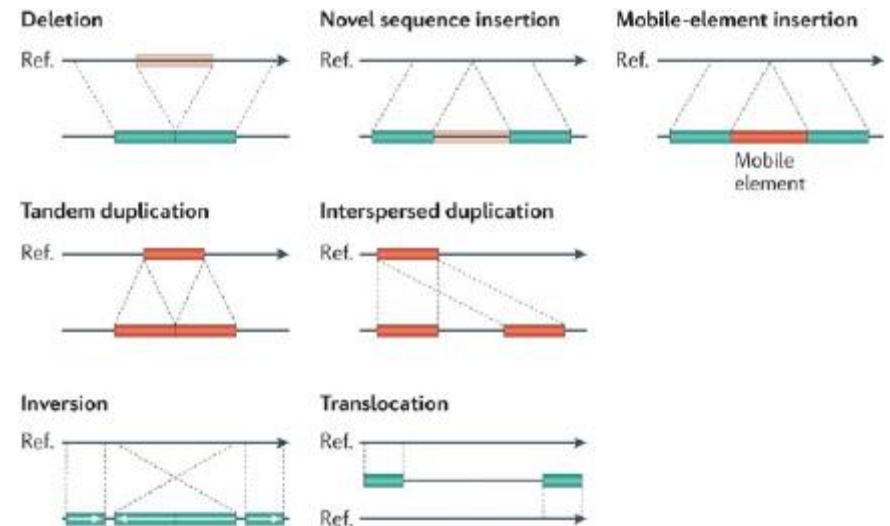 Deletion
Ref.
Novel sequence insertion
Ref.
Mobile-element insertion
Ref.
Mobile
element
Tandem duplication
Ref.
Interspersed duplication
Ref.
Inversion
Ref.
Translocation
Ref.
Ref.